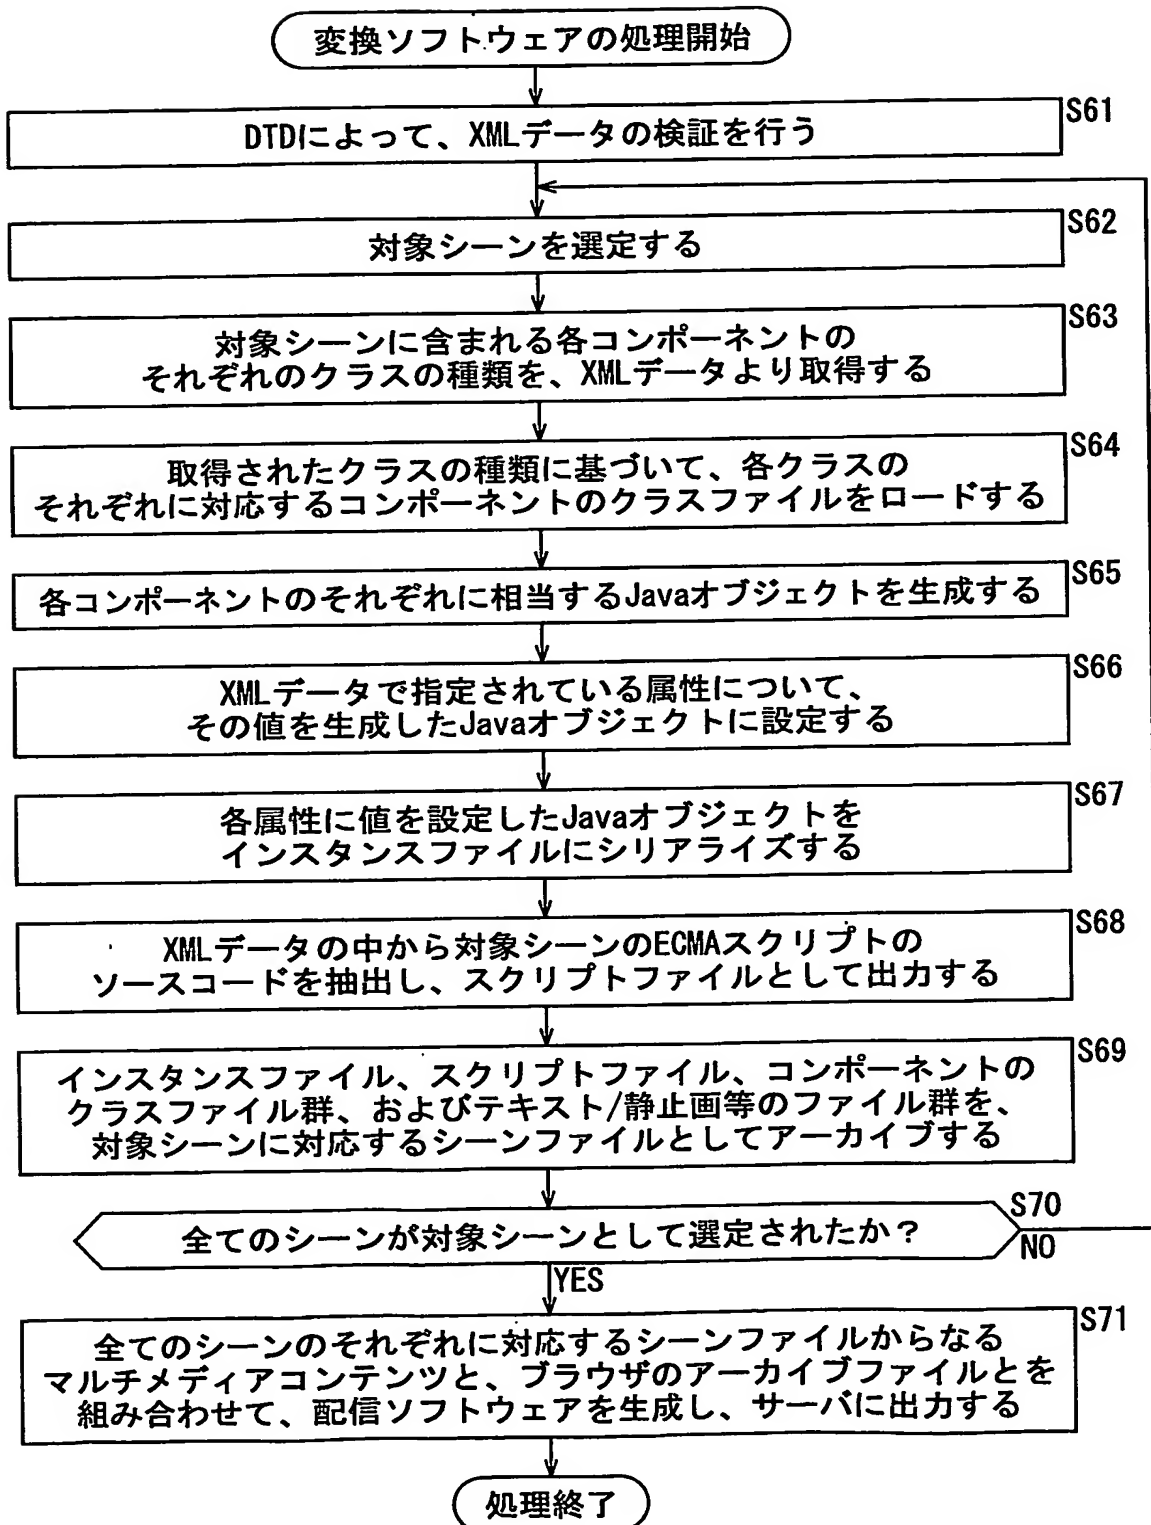 変換ソフトウェアの処理開始
S61
DTDによって、XMLデータの検証を行う
S62
対象シーンを選定する
S63
対象シーンに含まれる各コンポーネントの
それぞれのクラスの種類を、XMLデータより取得する
S64
取得されたクラスの種類に基づいて、各クラスの
それぞれに対応するコンポーネントのクラスファイルをロードする
S65
各コンポーネントのそれぞれに相当するJavaオブジェクトを生成する
S66
XMLデータで指定されている属性について、
その値を生成したJavaオブジェクトに設定する
S67
各属性に値を設定したJavaオブジェクトを
インスタンスファイルにシリアライズする
S68
XMLデータの中から対象シーンのECMAスクリプトの
ソースコードを抽出し、スクリプトファイルとして出力する
S69
インスタンスファイル、スクリプトファイル、コンポーネントの
クラスファイル群、およびテキスト/静止画等のファイル群を、
対象シーンに対応するシーンファイルとしてアーカイブする
S70
全てのシーンが対象シーンとして選定されたか？
NO
YES
S71
全てのシーンのそれぞれに対応するシーンファイルからなる
マルチメディアコンテンツと、ブラウザのアーカイブファイルとを
組み合わせて、配信ソフトウェアを生成し、サーバに出力する
処理終了